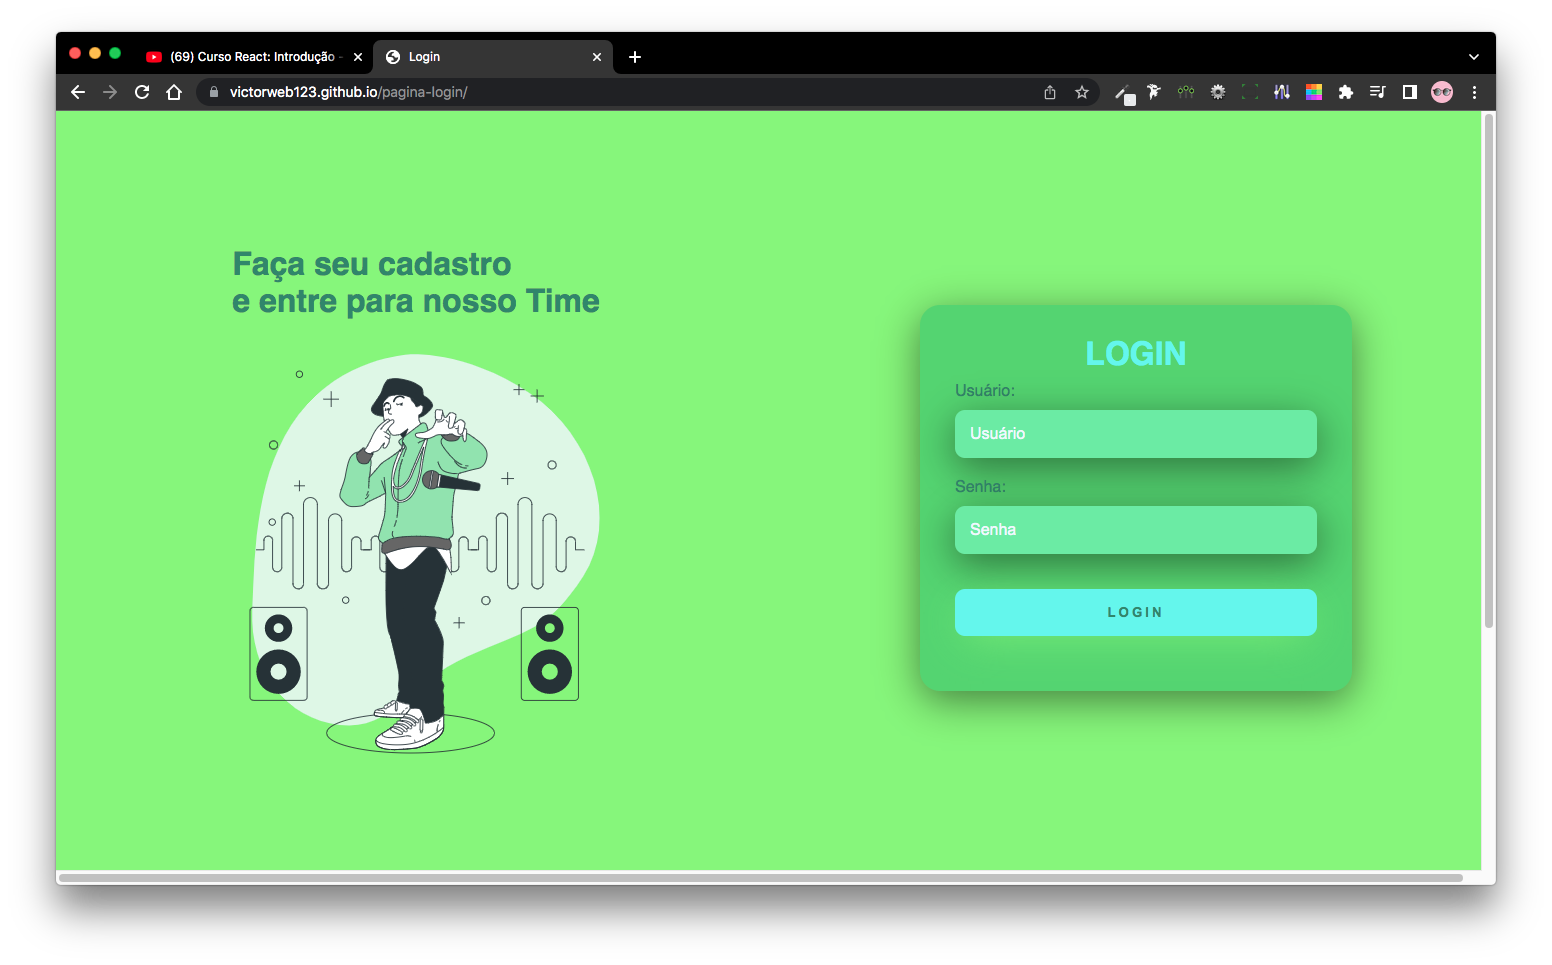 (69) Curso React: Introdução -
Login
victorweb123.github.io/pagina-login/
Faça seu cadastro
e entre para nosso Time
LOGIN
Usuário:
Usuário
Senha:
Senha
LOGIN